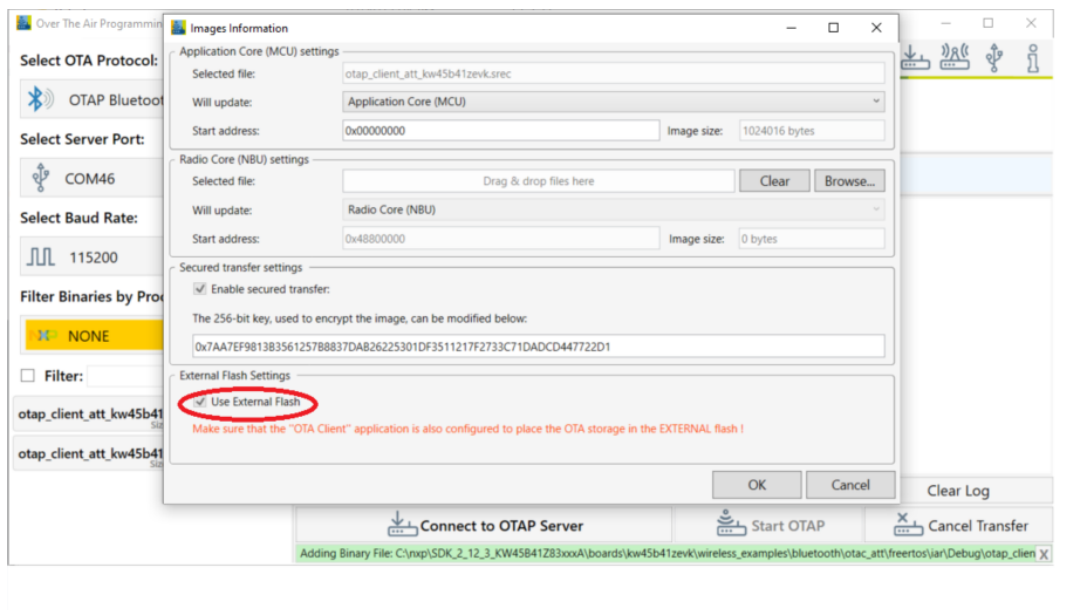 Over The Air Programmin
Images Information
Select OTA Protocol:
OTAP Bluetoot
Select Server Port:
COM46
Select Baud Rate:
115200
Filter Binaries by Pro
NONE
Filter:
otap_client_att_kw45b41
Siz
otap_client_att_kw45b41
Siz
Application Core (MCU) settings
Selected file: otap_client_att_kw45b41zevk.srec
Will update: Application Core (MCU)
Start address: 0x00000000 Image size: 1024016 bytes
Radio Core (NBU) settings
Selected file: Drag & drop files here Clear Browse...
Will update: Radio Core (NBU)
Start address: 0x48800000 Image size: 0 bytes
Secured transfer settings
Enable secured transfer:
The 256-bit key, used to encrypt the image, can be modified below:
0x7AA7EF9813B3561257B8837DAB26225301DF3511217F2733C71DADCD447722D1
External Flash Settings
Use External Flash
Make sure that the "OTA Client" application is also configured to place the OTA storage in the EXTERNAL flash !
OK Cancel
Clear Log
Connect to OTAP Server Start OTAP Cancel Transfer
Adding Binary File: C:\nxp\SDK_2_12_3_KW45B41Z83xxxA\boards\kw45b41zevk\wireless_examples\bluetooth\otac_att\freertos\iar\Debug\otap_clien X